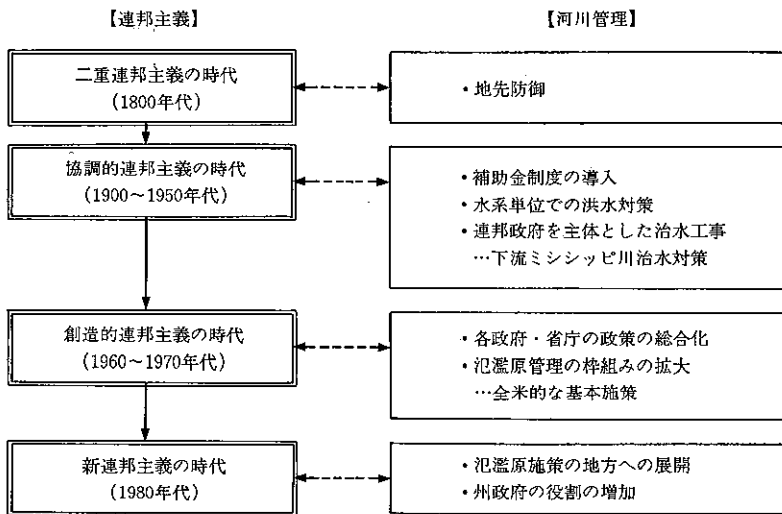 【連邦主義】
【河川管理】
二重連邦主義の時代
(1800年代)
・地先防御
協調的連邦主義の時代
(1900～1950年代)
・補助金制度の導入
・水系単位での洪水対策
・連邦政府を主体とした治水工事
…下流ミシシッピ川治水対策
創造的連邦主義の時代
(1960～1970年代)
・各政府・省庁の政策の総合化
・氾濫原管理の枠組みの拡大
…全米的な基本施策
新連邦主義の時代
(1980年代)
・氾濫原施策の地方への展開
・州政府の役割の増加